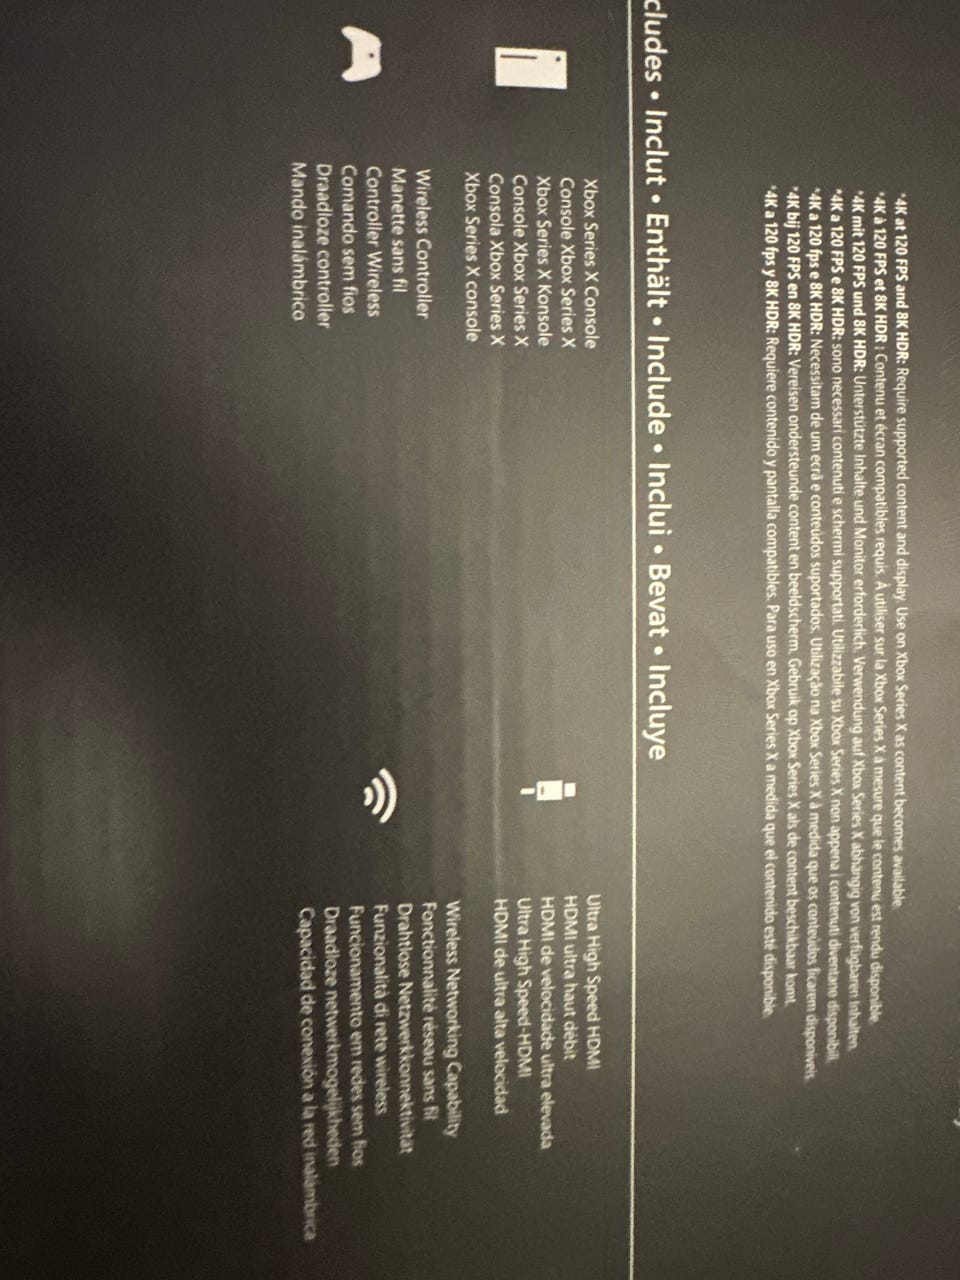 *4K at 120 FPS and 8K HDR: Require supported content and display. Use on Xbox Series X as content becomes available.
*4K à 120 FPS et 8K HDR : Contenu et écran compatibles requis. À utiliser sur la Xbox Series X à mesure que le contenu est rendu disponible.
*4K mit 120 FPS und 8K HDR: Unterstützte Inhalte und Monitor erforderlich. Verwendung auf Xbox Series X abhängig von verfügbaren Inhalten.
*4K a 120 FPS e 8K HDR: sono necessari contenuti e schermi supportati. Utilizzabile su Xbox Series X non appena i contenuti diventano disponibili.
*4K a 120 fps e 8K HDR: Necessitam de um ecrã e conteúdos suportados. Utilização na Xbox Series X à medida que os conteúdos ficarem disponíveis.
*4K bij 120 FPS en 8K HDR: Vereisen ondersteunde content en beeldscherm. Gebruik op Xbox Series X als de content beschikbaar komt.
*4K a 120 fps y 8K HDR: Requiere contenido y pantalla compatibles. Para uso en Xbox Series X a medida que el contenido esté disponible.
cludes • Inclut • Enthält • Include • Inclui • Bevat • Incluye
Xbox Series X Console
Console Xbox Series X
Xbox Series X Konsole
Console Xbox Series X
Consola Xbox Series X
Xbox Series X console
Ultra High Speed HDMI
HDMI ultra haut débit
HDMI de velocidade ultra elevada
Ultra High Speed-HDMI
HDMI de ultra alta velocidad
Wireless Controller
Manette sans fil
Controller Wireless
Comando sem fios
Draadloze controller
Mando inalámbrico
Wireless Networking Capability
Fonctionnalité réseau sans fil
Drahtlose Netzwerkkonnektivität
Funzionalità di rete wireless
Funcionamento em redes sem fios
Draadloze netwerkmogelijkheden
Capacidad de conexión a la red inalámbrica